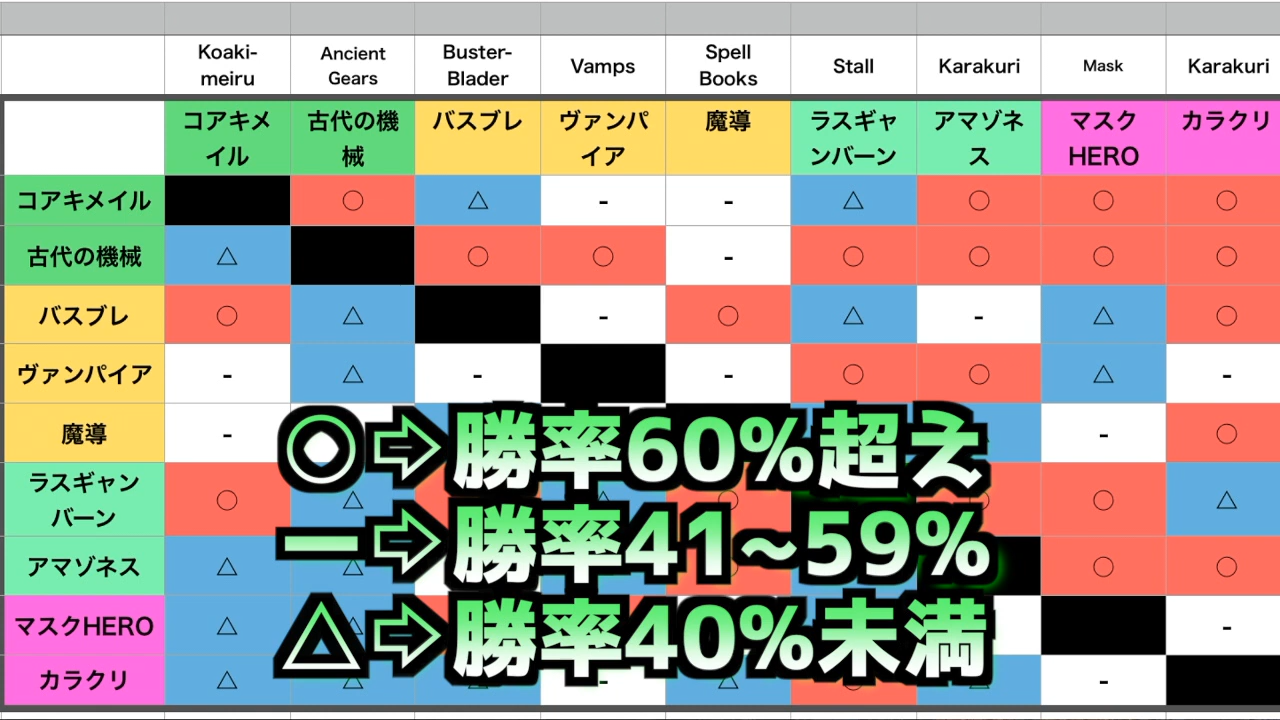 Koaki-meiru Ancient Gears Buster-Blader Vamps Spell Books Stall Karakuri Mask Karakuri
コアキメイル 古代の機械 バスブレ ヴァンパイア 魔導 ラスギャンバーン アマゾネス マスクHERO カラクリ
コアキメイル ○ △ - - △ ○ ○ ○
古代の機械 △ ○ ○ - ○ ○ ○ ○
バスブレ ○ △ - ○ △ - △ ○
ヴァンパイア - △ - - ○ ○ △ -
魔導 - - ○
ラスギャンバーン ○ △ △ ○ ○ ○ △
アマゾネス △ △ ○ ○ ○
マスクHERO △ △ -
カラクリ △ △ △ - △ ○ △ -
◎⇨勝率60%超え
ー⇨勝率41~59%
△⇨勝率40%未満